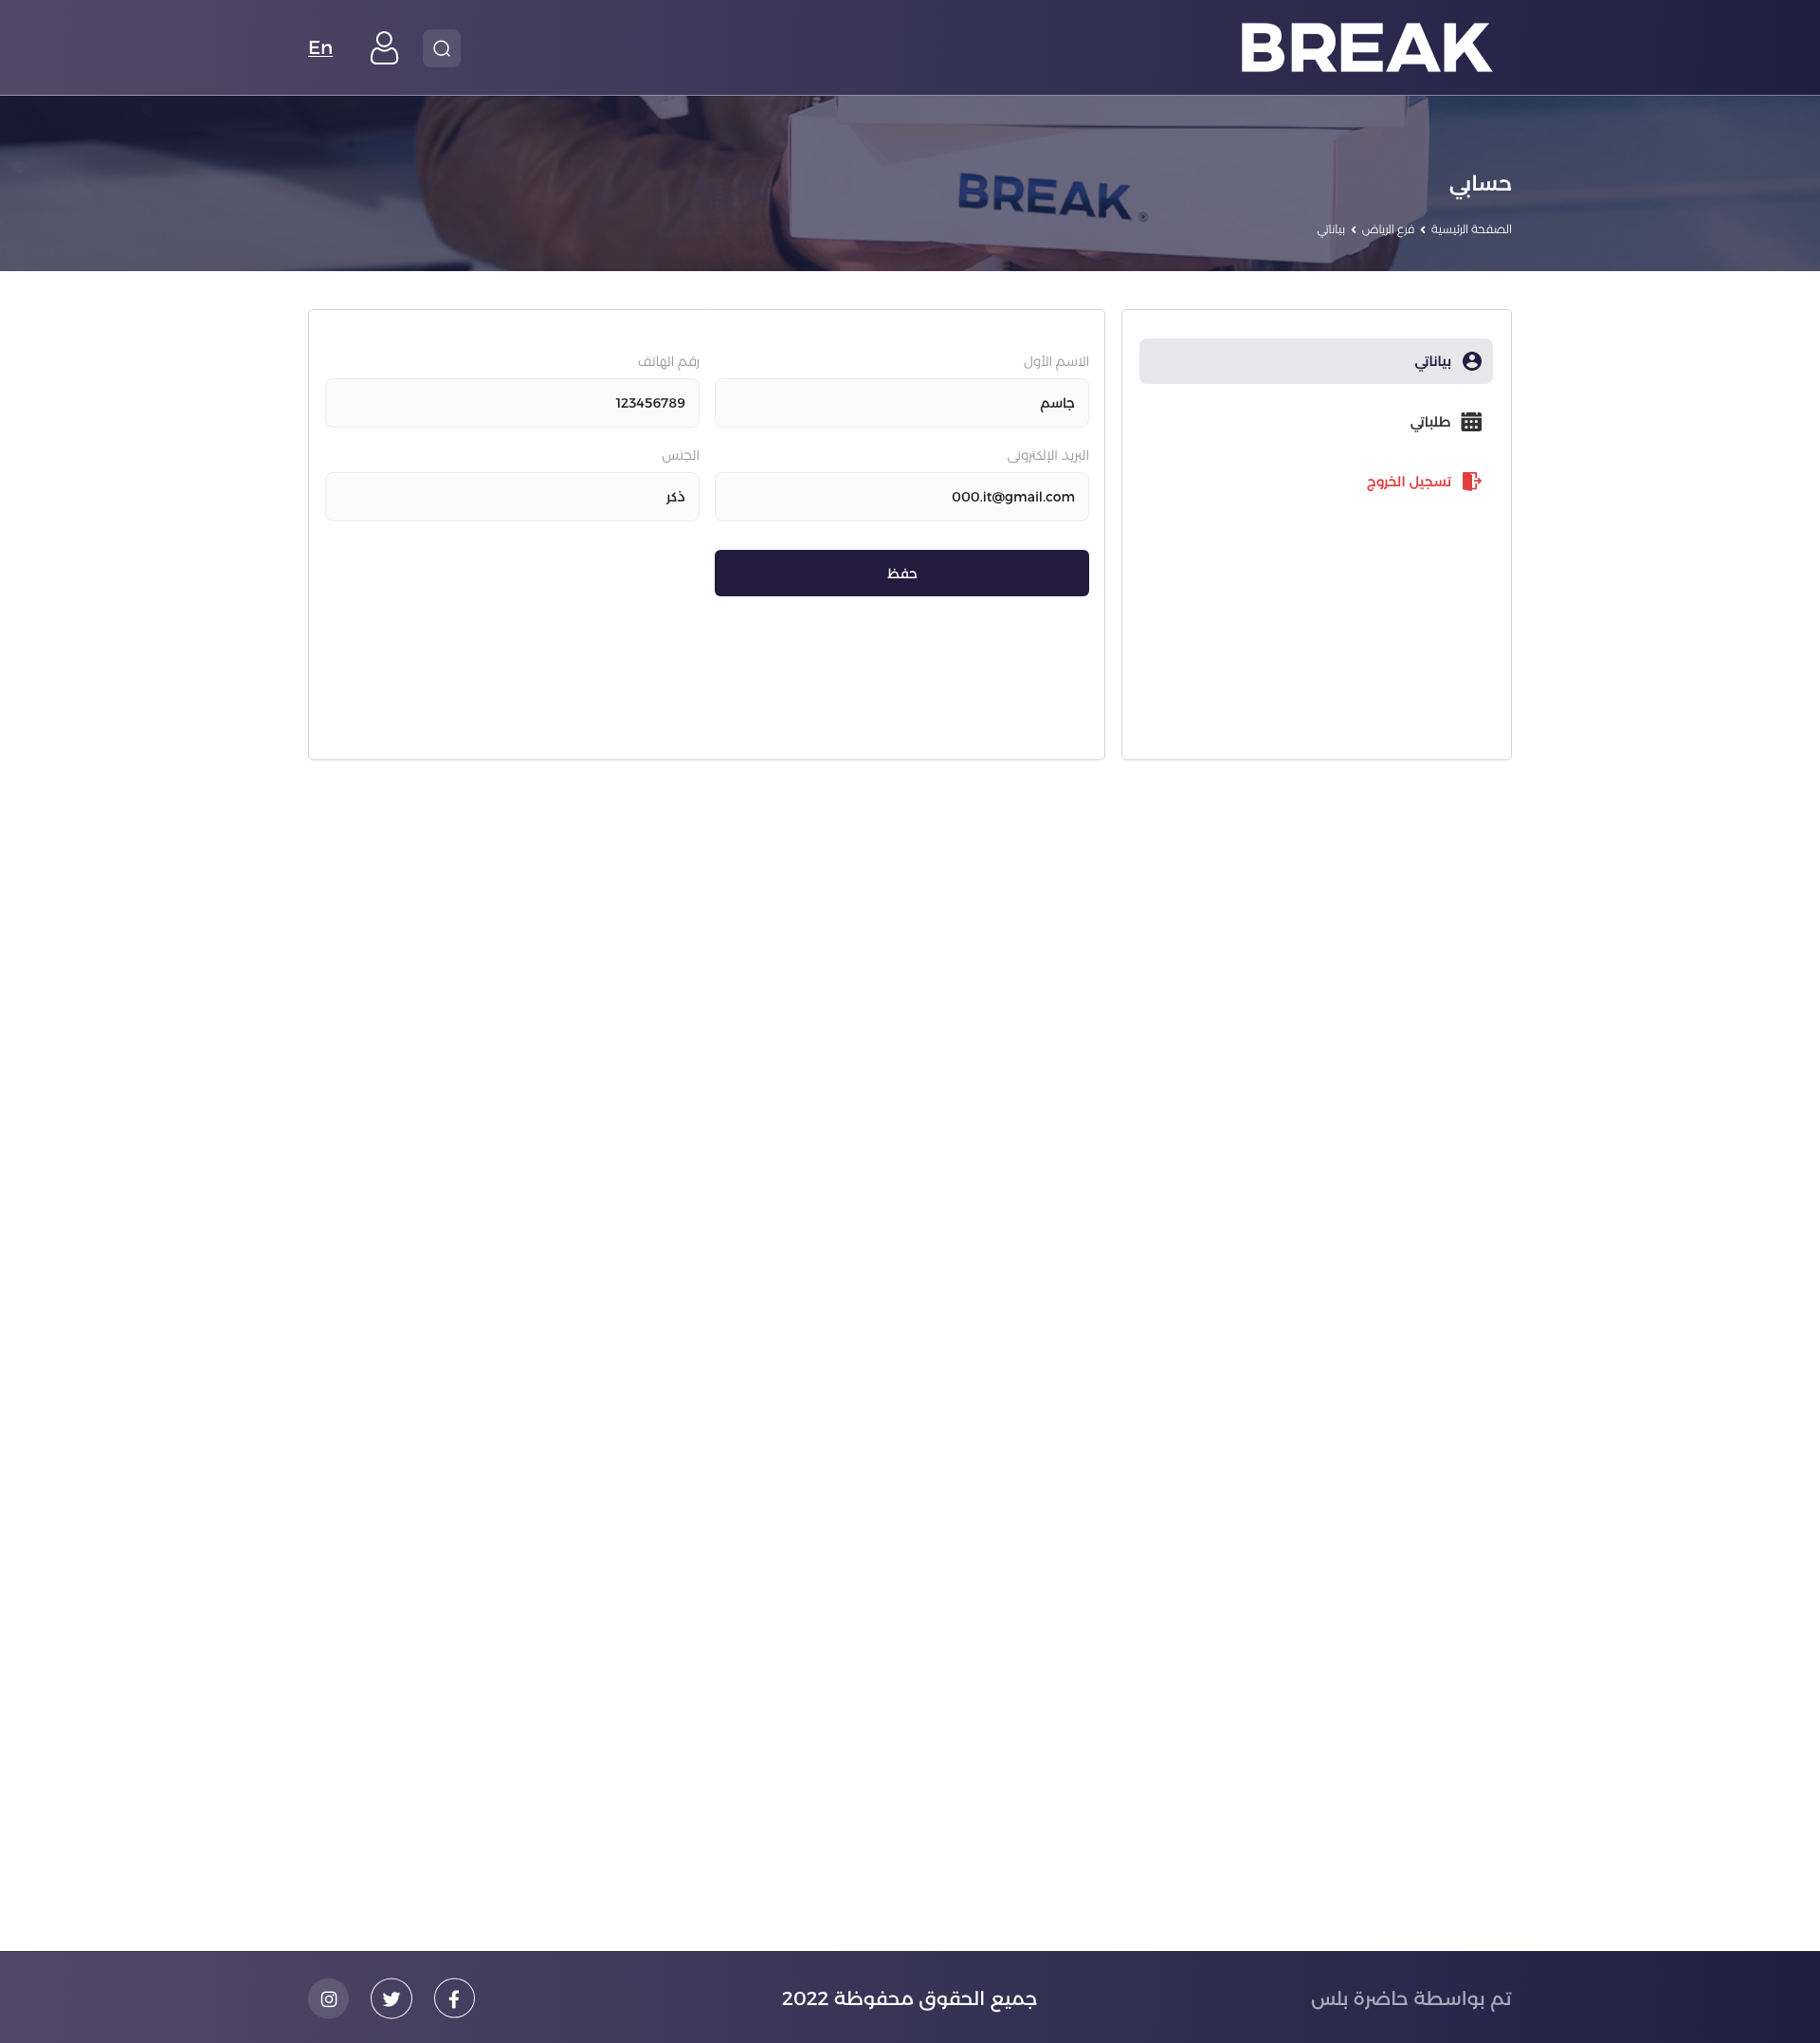 BREAK
En
BREAK®
حسابي
الصفحة الرئيسية
فرع الرياض
بياناتي
بياناتي
طلباتي
تسجيل الخروج
الاسم الأول
جاسم
رقم الهاتف
123456789
البريد الإلكترونى
000.it@gmail.com
الجنس
ذكر
حفظ
تم بواسطة حاضرة بلس
جميع الحقوق محفوظة 2022